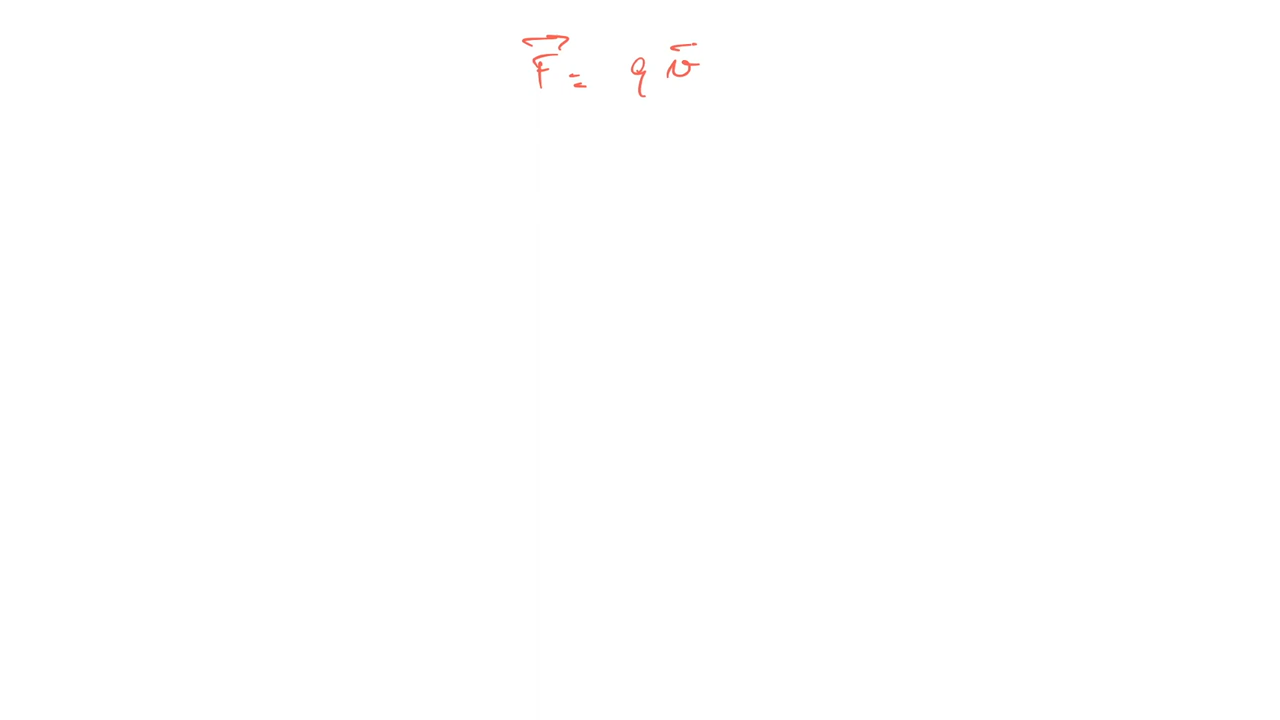 F⃗ = q v⃗